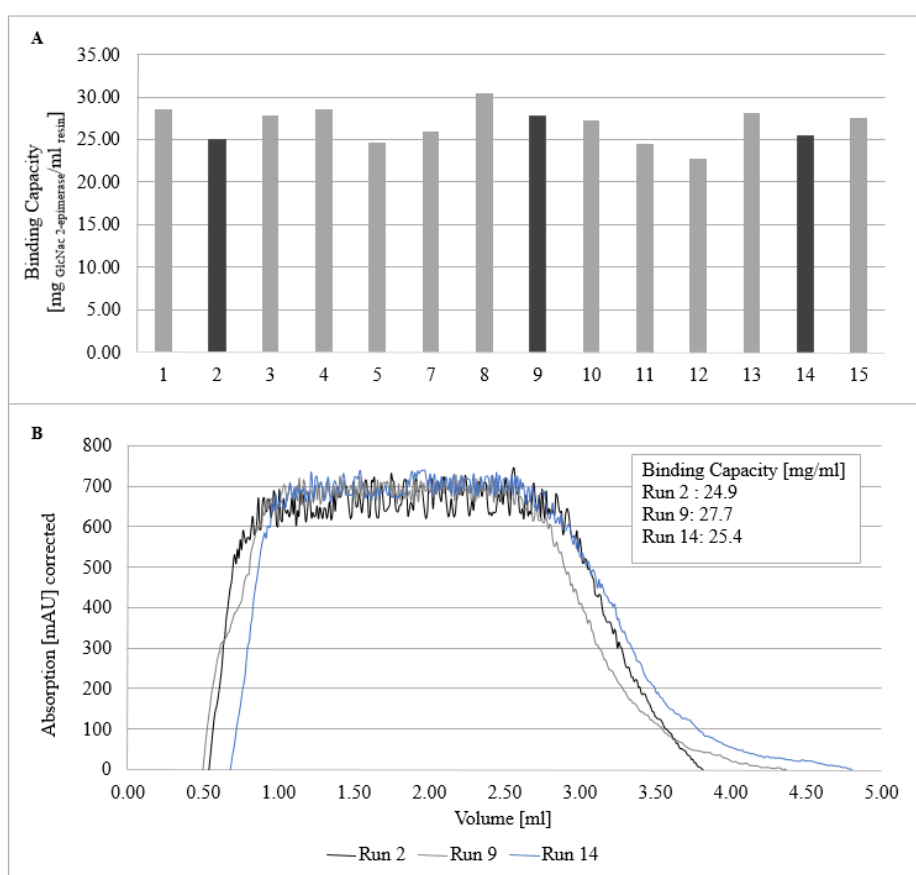 A
35.00
30.00
25.00
20.00
15.00
10.00
5.00
0.00
Binding Capacity
[mg GlcNac 2-epimerase/ml resin]
1 2 3 4 5 7 8 9 10 11 12 13 14 15
B
800
700
600
500
400
300
200
100
0
Absorption [mAU] corrected
Binding Capacity [mg/ml]
Run 2 : 24.9
Run 9: 27.7
Run 14: 25.4
0.00 0.50 1.00 1.50 2.00 2.50 3.00 3.50 4.00 4.50 5.00
Volume [ml]
Run 2 Run 9 Run 14